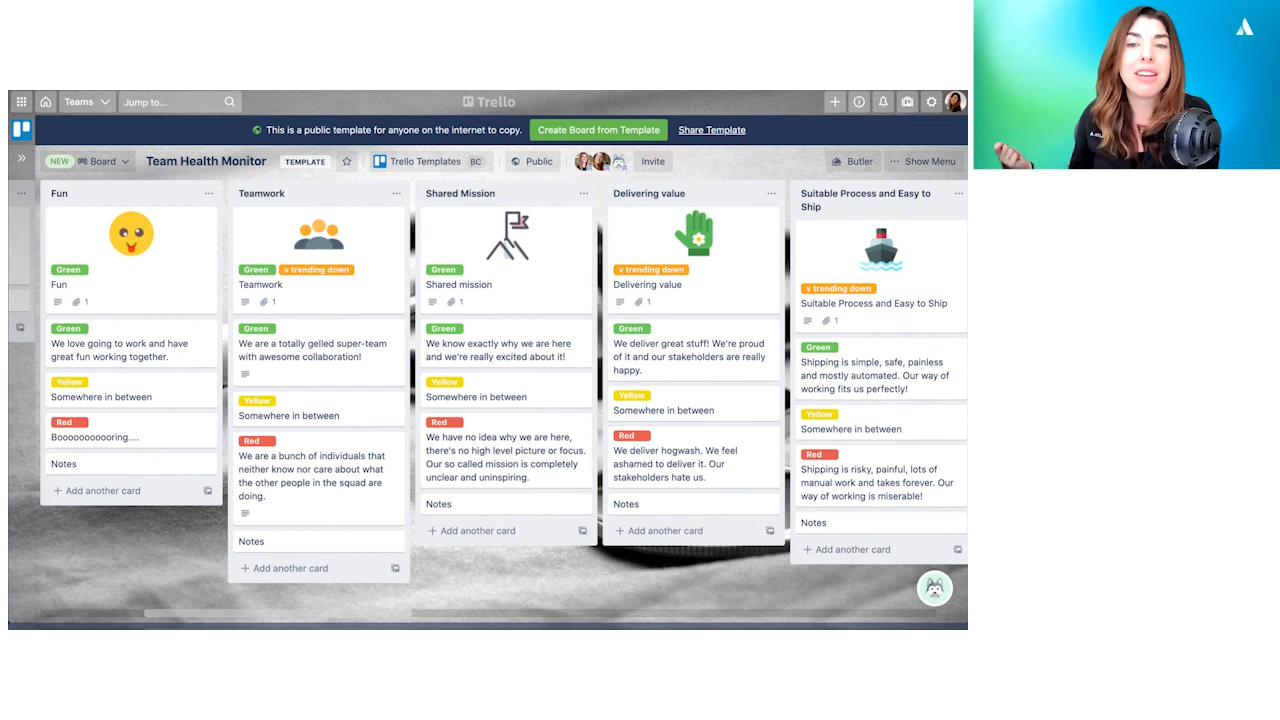 Teams
Jump to...
Trello
This is a public template for anyone on the internet to copy.
Create Board from Template
Share Template
NEW
Board
Team Health Monitor
TEMPLATE
Trello Templates
BC
Public
Invite
Butler
Show Menu
Fun
Green
Fun
1
Green
We love going to work and have
great fun working together.
Yellow
Somewhere in between
Red
Boooooooooring....
Notes
Add another card
Teamwork
Green
v trending down
Teamwork
1
Green
We are a totally gelled super-team
with awesome collaboration!
Yellow
Somewhere in between
Red
We are a bunch of individuals that
neither know nor care about what
the other people in the squad are
doing.
Notes
Add another card
Shared Mission
Green
Shared mission
1
Green
We know exactly why we are here
and we're really excited about it!
Yellow
Somewhere in between
Red
We have no idea why we are here,
there's no high level picture or focus.
Our so called mission is completely
unclear and uninspiring.
Notes
Add another card
Delivering value
v trending down
Delivering value
1
Green
We deliver great stuff! We're proud
of it and our stakeholders are really
happy.
Yellow
Somewhere in between
Red
We deliver hogwash. We feel
ashamed to deliver it. Our
stakeholders hate us.
Notes
Add another card
Suitable Process and Easy to
Ship
v trending down
Suitable Process and Easy to Ship
1
Green
Shipping is simple, safe, painless
and mostly automated. Our way of
working fits us perfectly!
Yellow
Somewhere in between
Red
Shipping is risky, painful, lots of
manual work and takes forever. Our
way of working is miserable!
Notes
Add another card